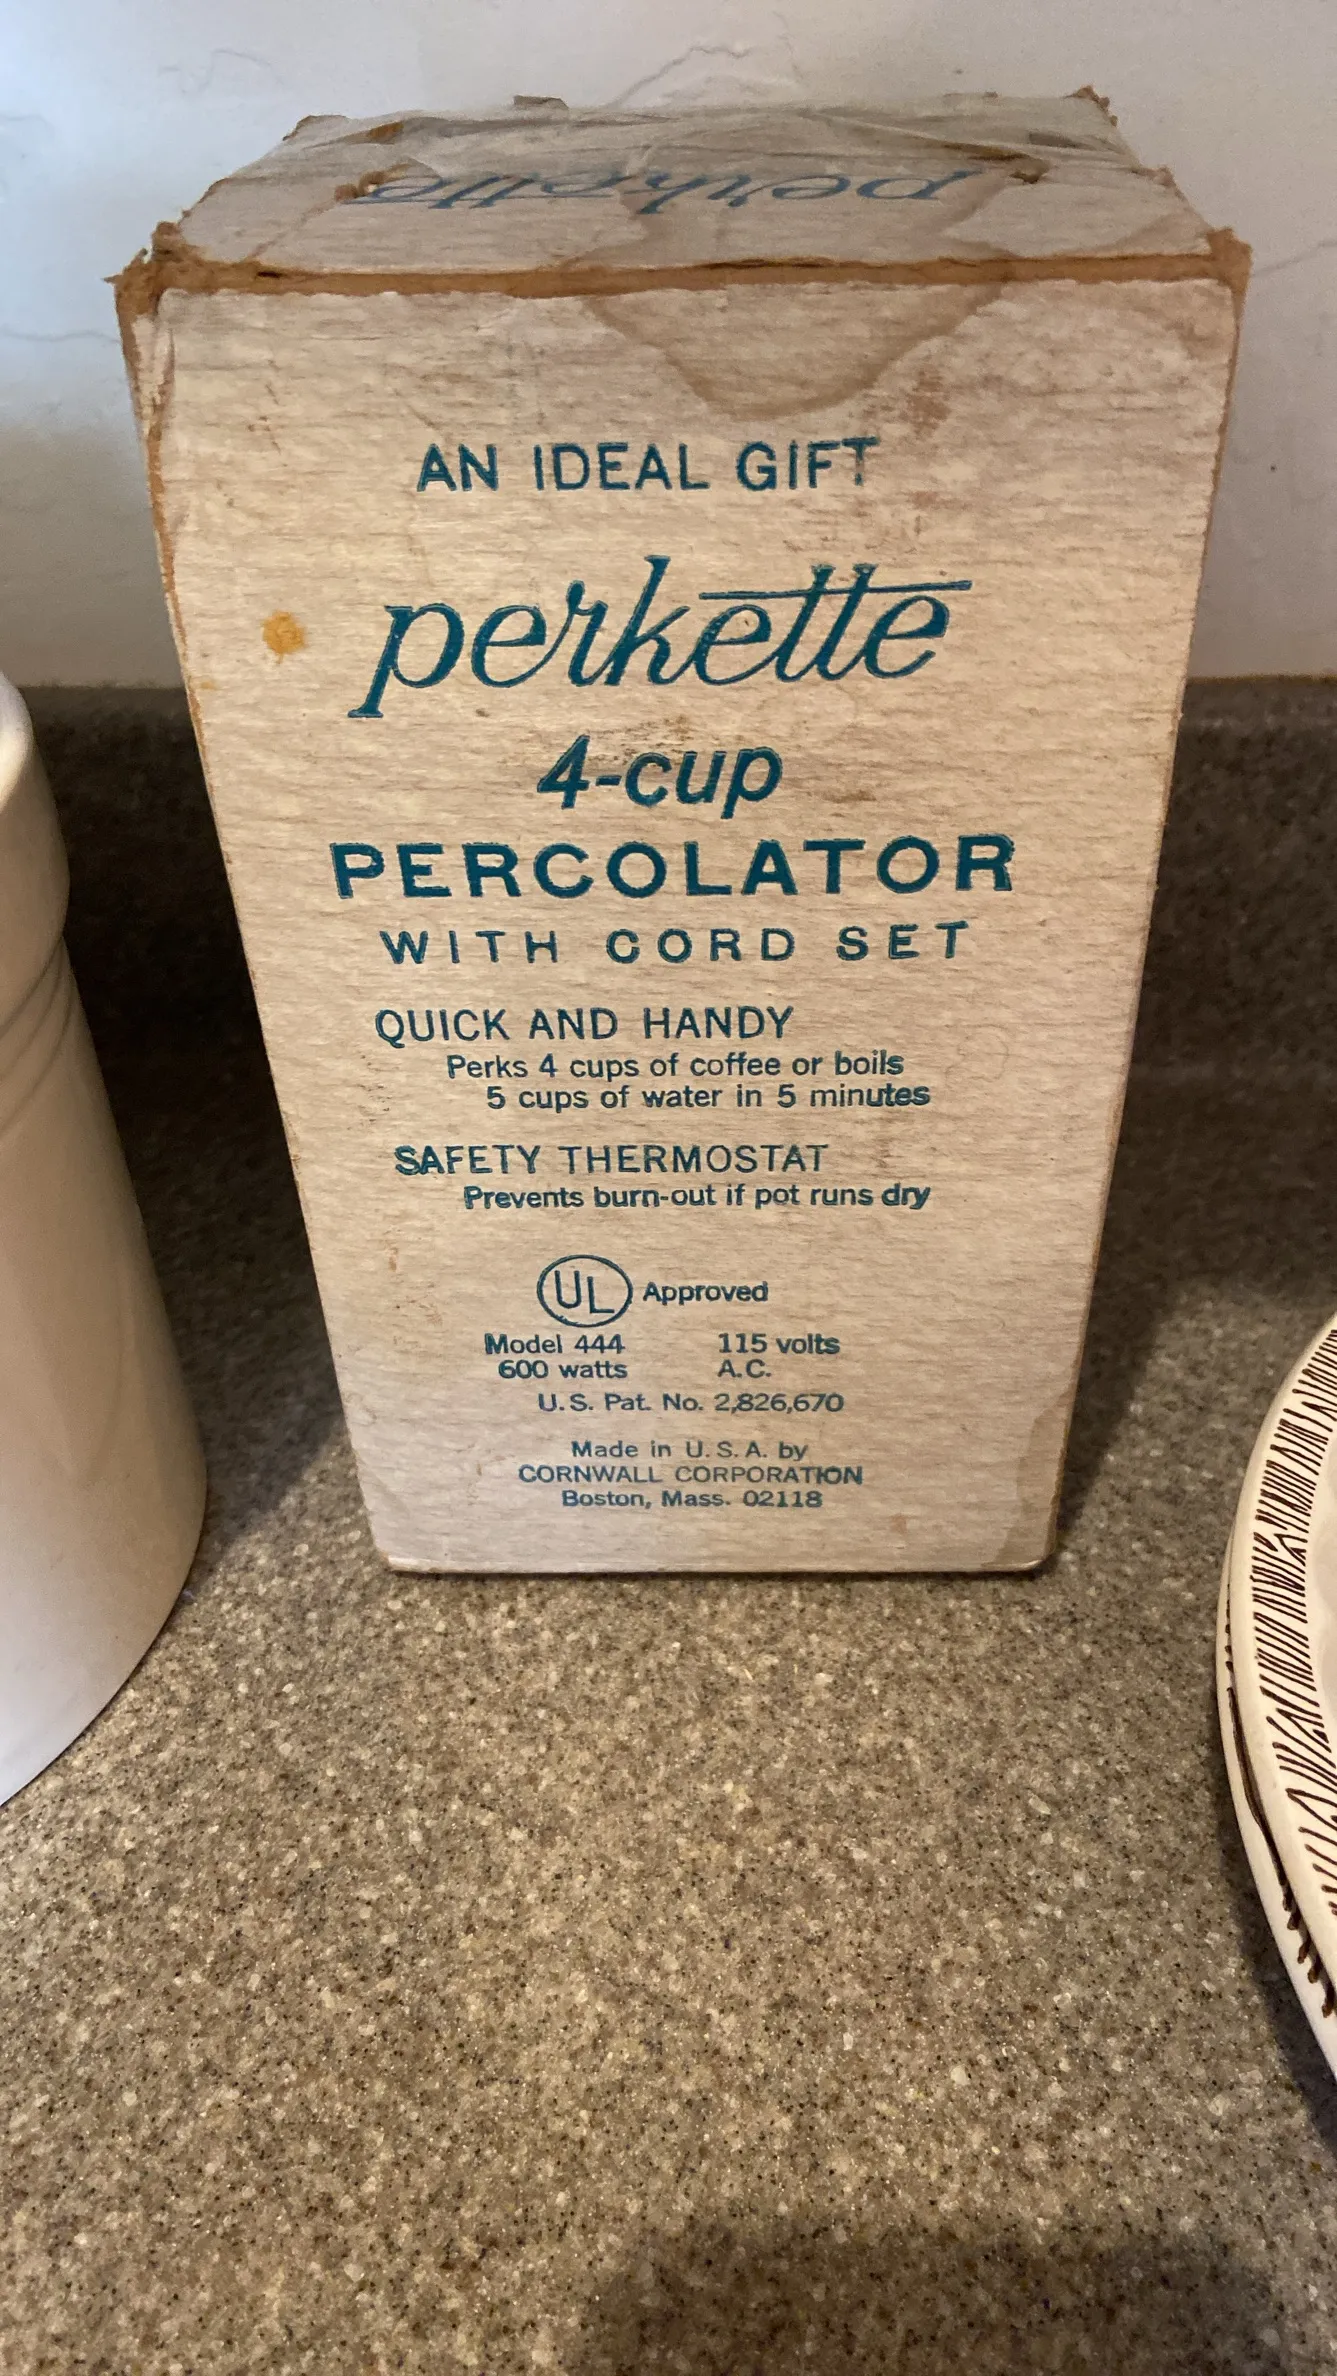 perkette
AN IDEAL GIFT
perkette
4-cup
PERCOLATOR
WITH CORD SET
QUICK AND HANDY
Perks 4 cups of coffee or boils
5 cups of water in 5 minutes
SAFETY THERMOSTAT
Prevents burn-out if pot runs dry
UL Approved
Model 444 115 volts
600 watts A.C.
U.S. Pat. No. 2,826,670
Made in U.S.A. by
CORNWALL CORPORATION
Boston, Mass. 02118